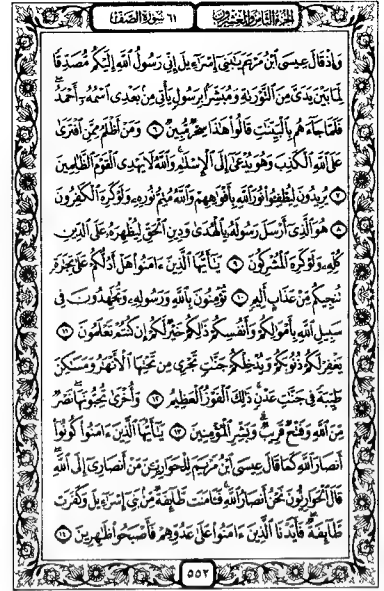 الجزء الثامن والعشرون ٦١ سورة الصف
وَإِذْ قَالَ عِيسَى ٱبْنُ مَرْيَمَ يَٰبَنِىٓ إِسْرَٰٓءِيلَ إِنِّى رَسُولُ ٱللَّهِ إِلَيْكُم مُّصَدِّقًا
لِّمَا بَيْنَ يَدَىَّ مِنَ ٱلتَّوْرَىٰةِ وَمُبَشِّرًۢا بِرَسُولٍ يَأْتِى مِنۢ بَعْدِى ٱسْمُهُۥٓ أَحْمَدُ
فَلَمَّا جَآءَهُم بِٱلْبَيِّنَٰتِ قَالُوا۟ هَٰذَا سِحْرٌ مُّبِينٌ ٦ وَمَنْ أَظْلَمُ مِمَّنِ ٱفْتَرَىٰ
عَلَى ٱللَّهِ ٱلْكَذِبَ وَهُوَ يُدْعَىٰٓ إِلَى ٱلْإِسْلَٰمِ وَٱللَّهُ لَا يَهْدِى ٱلْقَوْمَ ٱلظَّٰلِمِينَ
٧ يُرِيدُونَ لِيُطْفِـُٔوا۟ نُورَ ٱللَّهِ بِأَفْوَٰهِهِمْ وَٱللَّهُ مُتِمُّ نُورِهِۦ وَلَوْ كَرِهَ ٱلْكَٰفِرُونَ
٨ هُوَ ٱلَّذِىٓ أَرْسَلَ رَسُولَهُۥ بِٱلْهُدَىٰ وَدِينِ ٱلْحَقِّ لِيُظْهِرَهُۥ عَلَى ٱلدِّينِ
كُلِّهِۦ وَلَوْ كَرِهَ ٱلْمُشْرِكُونَ ٩ يَٰٓأَيُّهَا ٱلَّذِينَ ءَامَنُوا۟ هَلْ أَدُلُّكُمْ عَلَىٰ تِجَٰرَةٍ
تُنجِيكُم مِّنْ عَذَابٍ أَلِيمٍ ١٠ تُؤْمِنُونَ بِٱللَّهِ وَرَسُولِهِۦ وَتُجَٰهِدُونَ فِى
سَبِيلِ ٱللَّهِ بِأَمْوَٰلِكُمْ وَأَنفُسِكُمْ ذَٰلِكُمْ خَيْرٌ لَّكُمْ إِن كُنتُمْ تَعْلَمُونَ ١١
يَغْفِرْ لَكُمْ ذُنُوبَكُمْ وَيُدْخِلْكُمْ جَنَّٰتٍ تَجْرِى مِن تَحْتِهَا ٱلْأَنْهَٰرُ وَمَسَٰكِنَ
طَيِّبَةً فِى جَنَّٰتِ عَدْنٍ ذَٰلِكَ ٱلْفَوْزُ ٱلْعَظِيمُ ١٢ وَأُخْرَىٰ تُحِبُّونَهَا نَصْرٌ
مِّنَ ٱللَّهِ وَفَتْحٌ قَرِيبٌ وَبَشِّرِ ٱلْمُؤْمِنِينَ ١٣ يَٰٓأَيُّهَا ٱلَّذِينَ ءَامَنُوا۟ كُونُوٓا۟
أَنصَارَ ٱللَّهِ كَمَا قَالَ عِيسَى ٱبْنُ مَرْيَمَ لِلْحَوَارِيِّـۧنَ مَنْ أَنصَارِىٓ إِلَى ٱللَّهِ
قَالَ ٱلْحَوَارِيُّونَ نَحْنُ أَنصَارُ ٱللَّهِ فَـَٔامَنَت طَّآئِفَةٌ مِّنۢ بَنِىٓ إِسْرَٰٓءِيلَ وَكَفَرَت
طَّآئِفَةٌ فَأَيَّدْنَا ٱلَّذِينَ ءَامَنُوا۟ عَلَىٰ عَدُوِّهِمْ فَأَصْبَحُوا۟ ظَٰهِرِينَ ١٤
٥٥٢